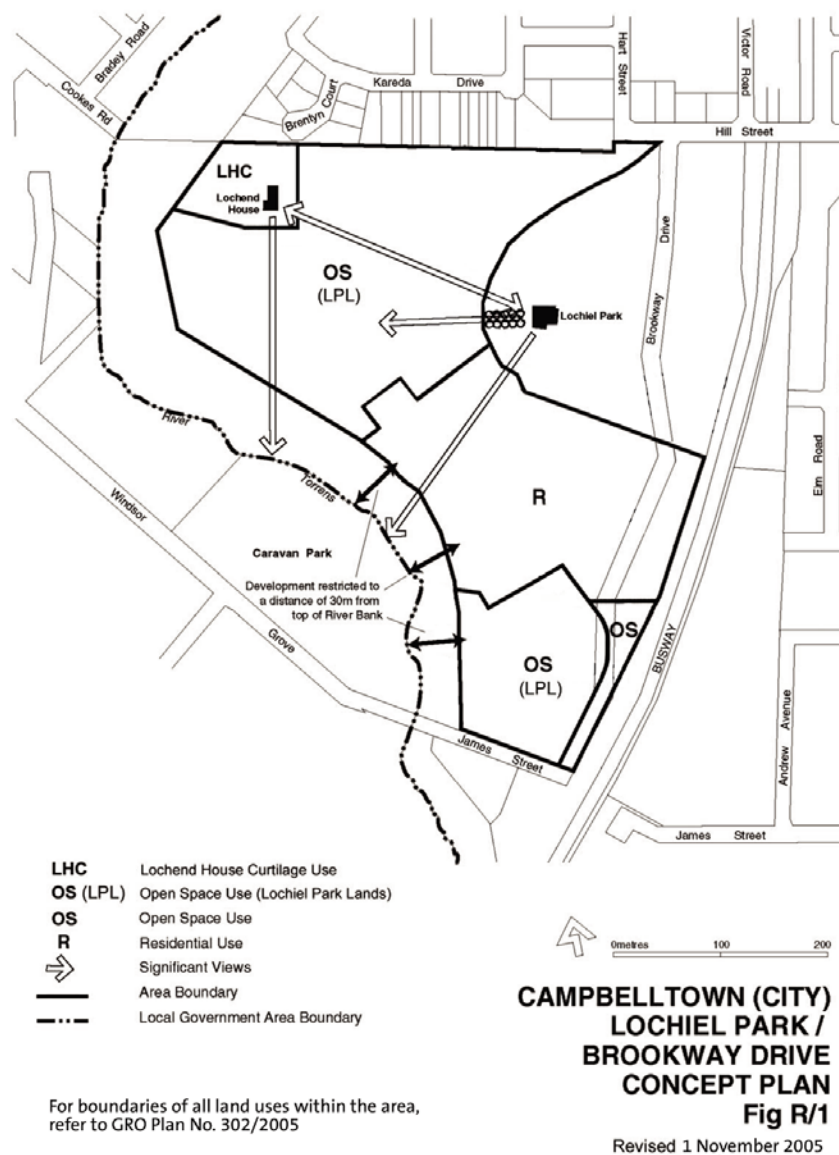 Bradey Road
Cookes Rd
Brentyn Court
Kareda Drive
Hart Street
Victor Road
Hill Street
LHC
Lochend
House
OS
(LPL)
Lochiel Park
Brookway Drive
River Torrens
Windsor Grove
Elm Road
R
Caravan Park
Development restricted to
a distance of 30m from
top of River Bank
OS
BUSWAY
OS
(LPL)
James Street
Andrew Avenue
James Street
LHC Lochend House Curtilage Use
OS (LPL) Open Space Use (Lochiel Park Lands)
OS Open Space Use
R Residential Use
Significant Views
Area Boundary
Local Government Area Boundary
0metres 100 200
CAMPBELLTOWN (CITY)
LOCHIEL PARK /
BROOKWAY DRIVE
CONCEPT PLAN
Fig R/1
Revised 1 November 2005
For boundaries of all land uses within the area,
refer to GRO Plan No. 302/2005